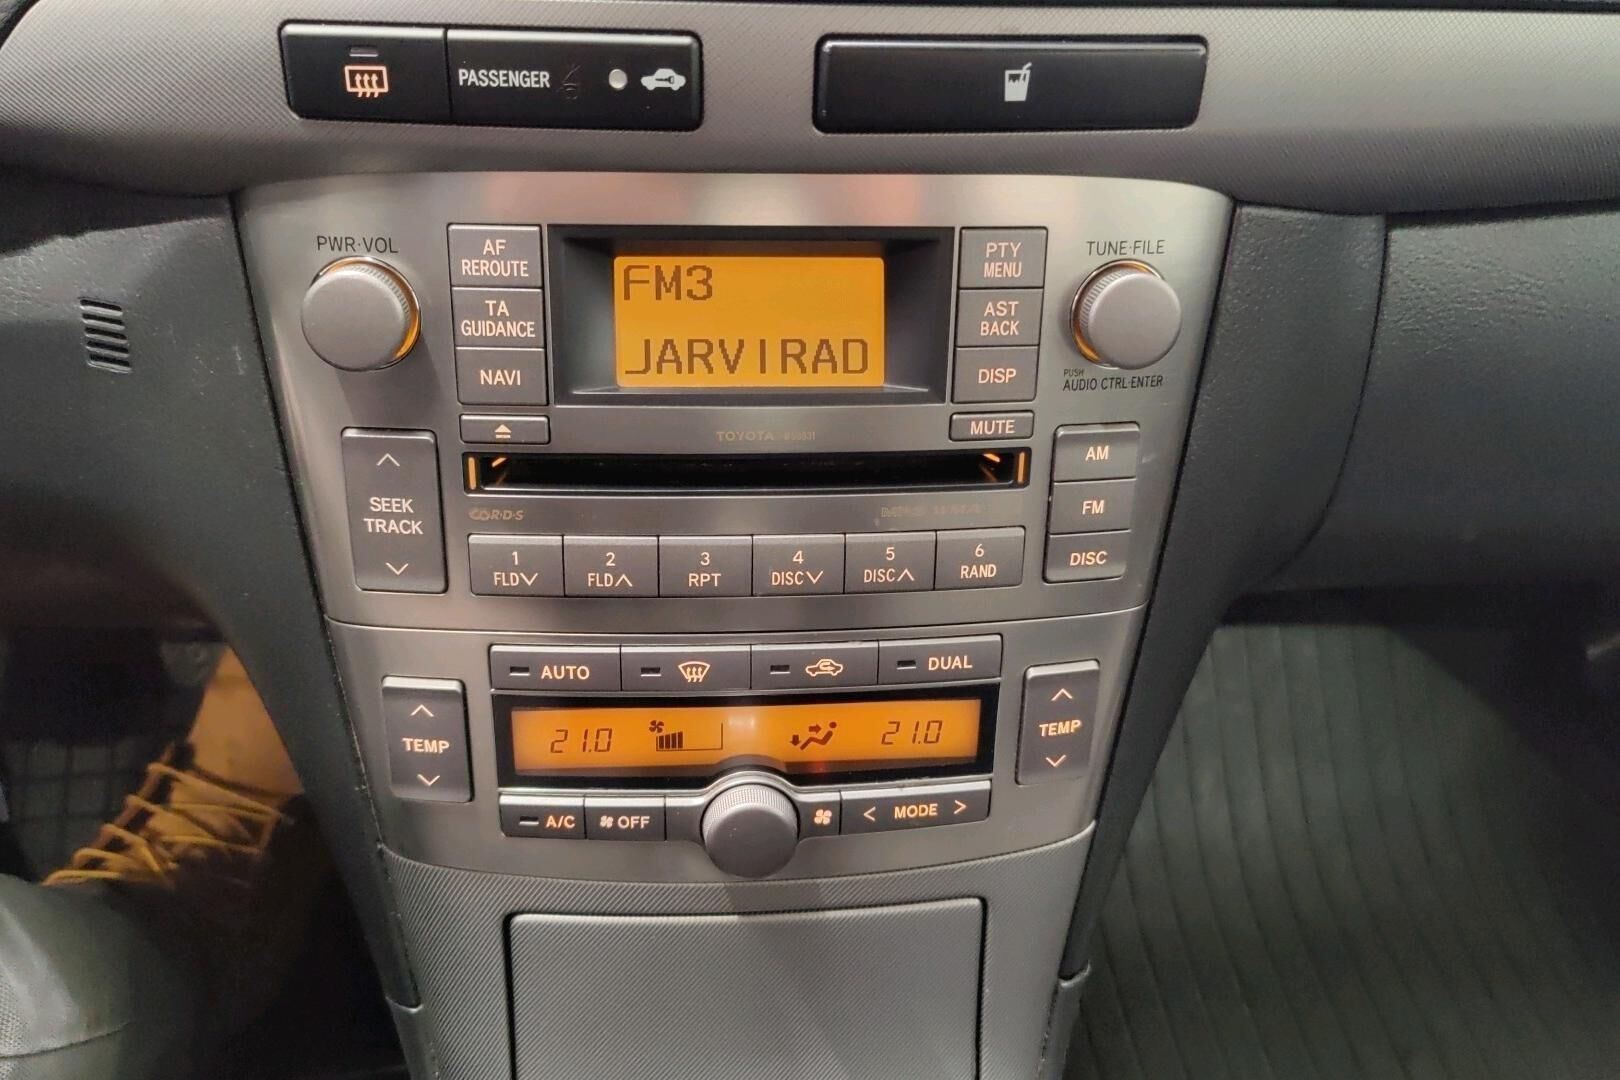 PASSENGER
PWR·VOL
AF
REROUTE
TA
GUIDANCE
NAVI
FM3
JARVIRAD
PTY
MENU
AST
BACK
DISP
TUNE·FILE
PUSH
AUDIO CTRL·ENTER
TOYOTA
MUTE
SEEK
TRACK
AM
FM
DISC
R·D·S
MP3 WMA
1
FLD
2
FLD
3
RPT
4
DISC
5
DISC
6
RAND
AUTO
DUAL
TEMP
21.0
21.0
TEMP
A/C
OFF
< MODE >